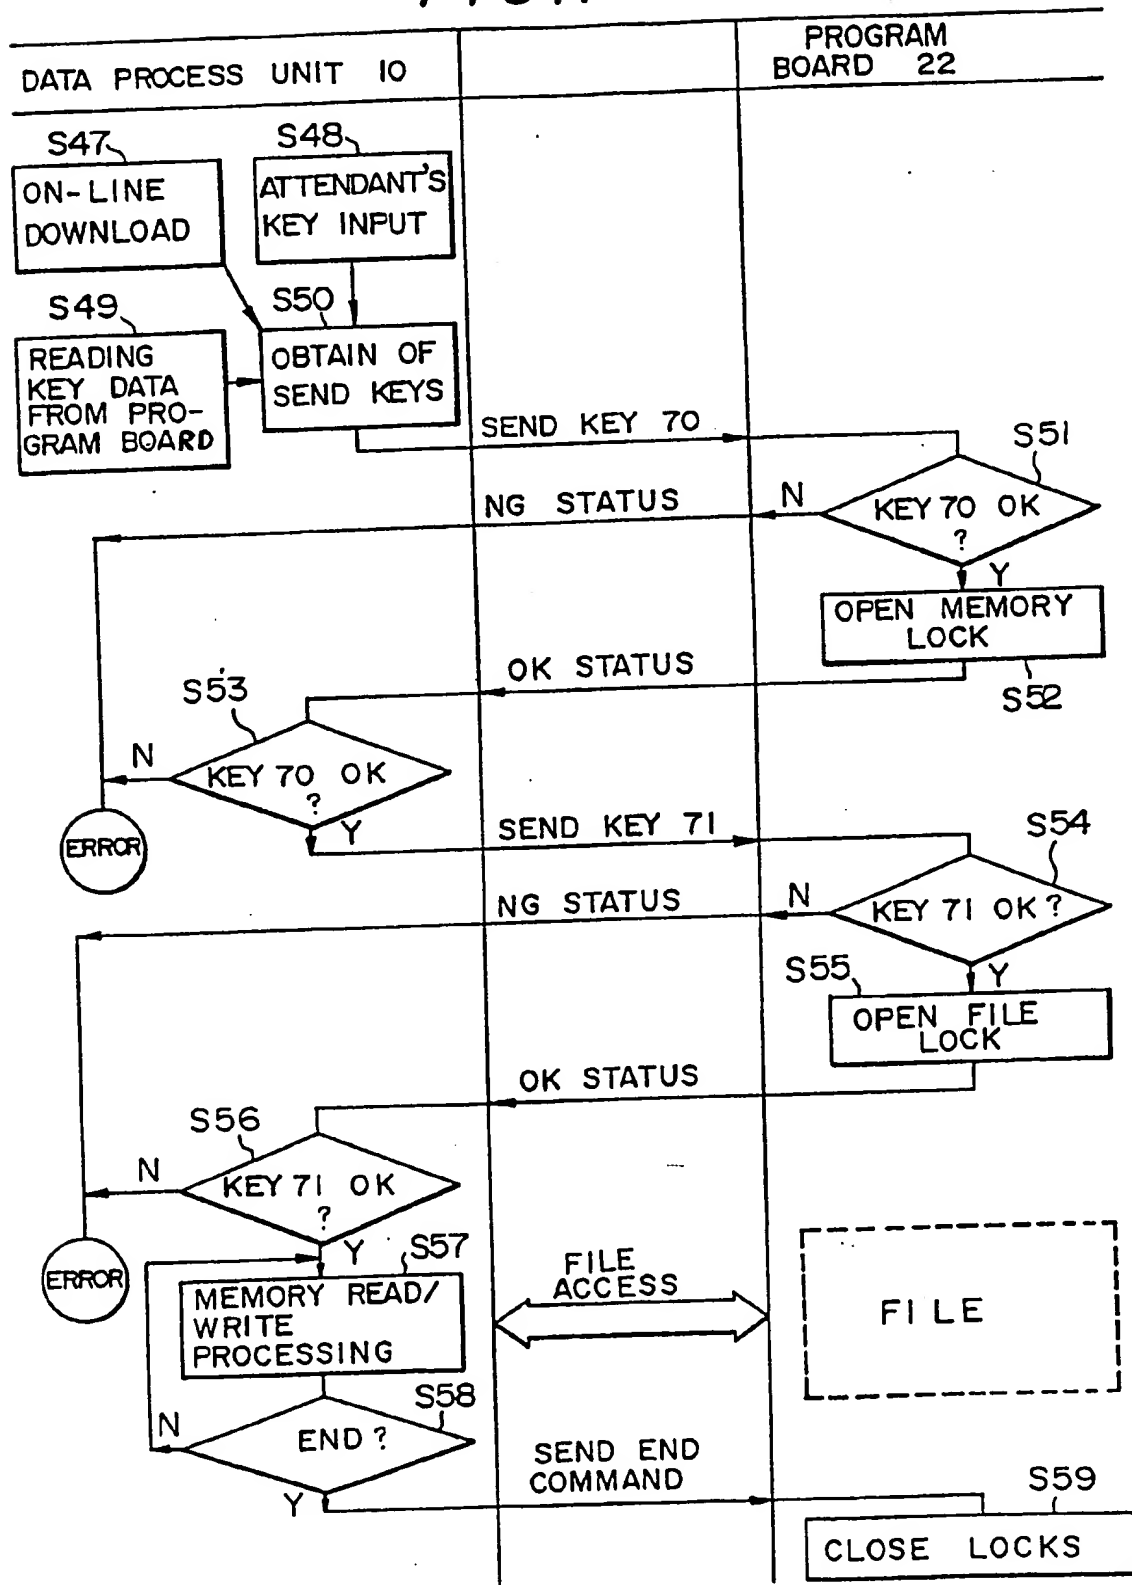 DATA PROCESS UNIT 10
PROGRAM
BOARD 22
S47
ON-LINE
DOWNLOAD
S48
ATTENDANT'S
KEY INPUT
S49
READING
KEY DATA
FROM PRO-
GRAM BOARD
S50
OBTAIN OF
SEND KEYS
SEND KEY 70
S51
KEY 70 OK
?
N
NG STATUS
Y
OPEN MEMORY
LOCK
S52
OK STATUS
S53
KEY 70 OK
?
N
ERROR
Y
SEND KEY 71
S54
KEY 71 OK?
N
NG STATUS
Y
S55
OPEN FILE
LOCK
OK STATUS
S56
KEY 71 OK
?
N
ERROR
Y
S57
MEMORY READ/
WRITE
PROCESSING
FILE
ACCESS
FILE
S58
END?
N
Y
SEND END
COMMAND
S59
CLOSE LOCKS